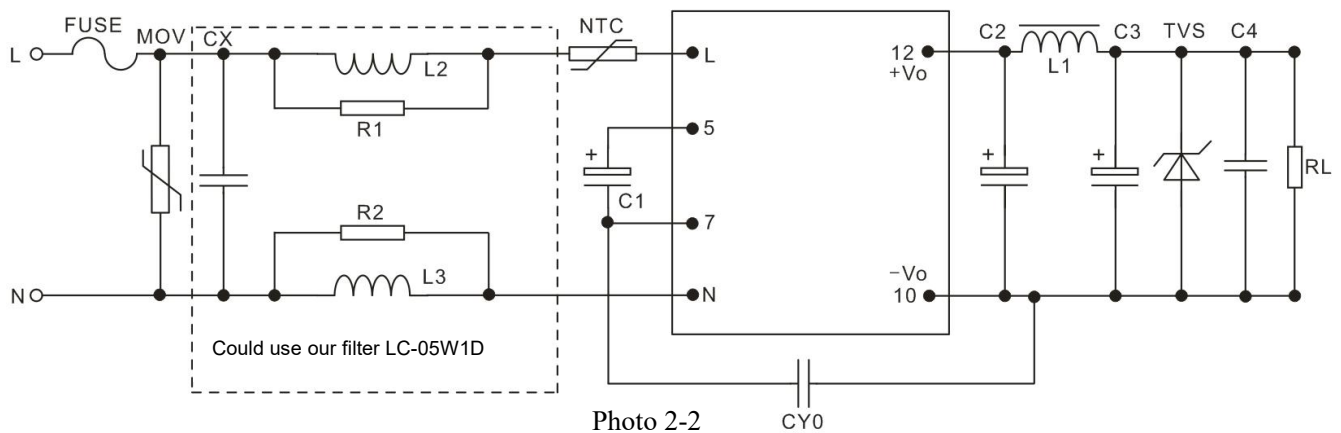 FUSE
MOV
CX
NTC
C2
C3
TVS
C4
L
L2
L
12
+Vo
L1
R1
5
+
C1
+
+
RL
R2
7
L3
−Vo
N
N
10
Could use our filter LC-05W1D
CY0
Photo 2-2